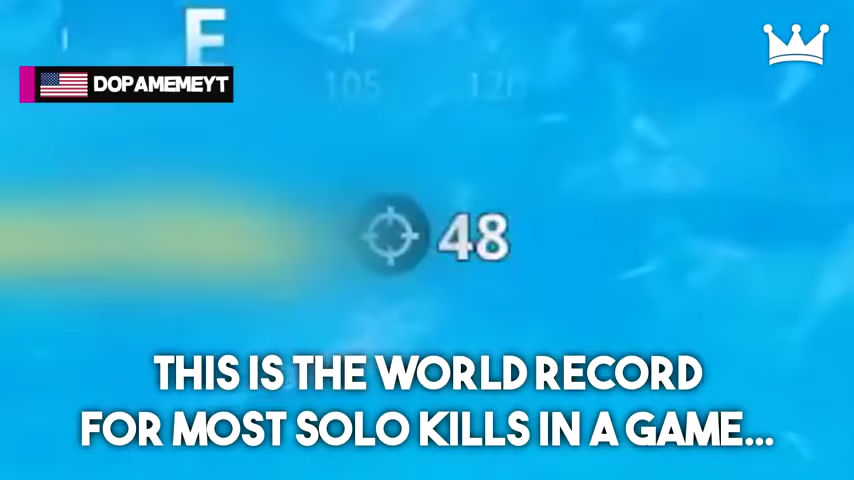 E
105 120
DOPAMEMEYT
48
THIS IS THE WORLD RECORD
FOR MOST SOLO KILLS IN A GAME...